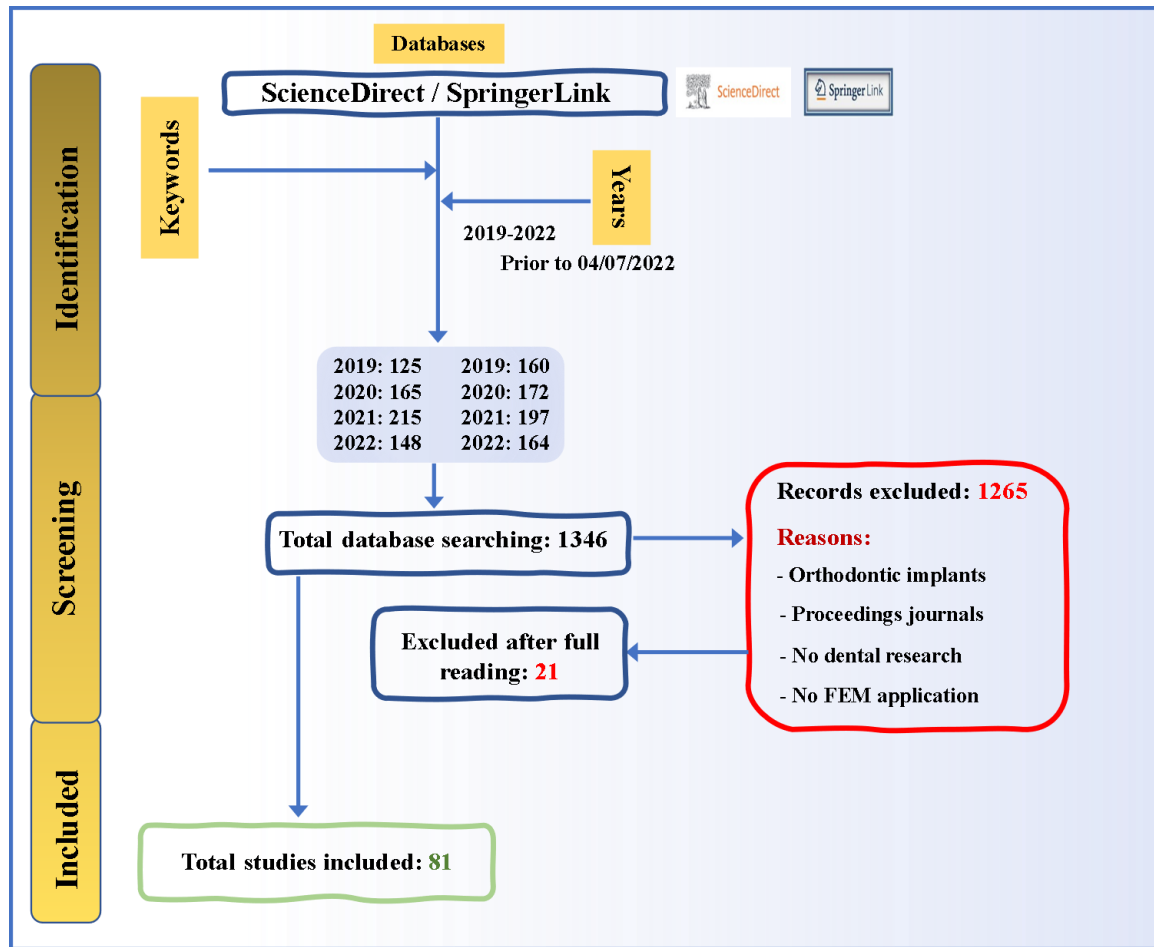 Databases
ScienceDirect / SpringerLink
ScienceDirect
Springer Link
Identification
Keywords
Years
2019-2022
Prior to 04/07/2022
2019: 125 2019: 160
2020: 165 2020: 172
2021: 215 2021: 197
2022: 148 2022: 164
Screening
Total database searching: 1346
Records excluded: 1265
Reasons:
- Orthodontic implants
- Proceedings journals
- No dental research
- No FEM application
Excluded after full
reading: 21
Included
Total studies included: 81